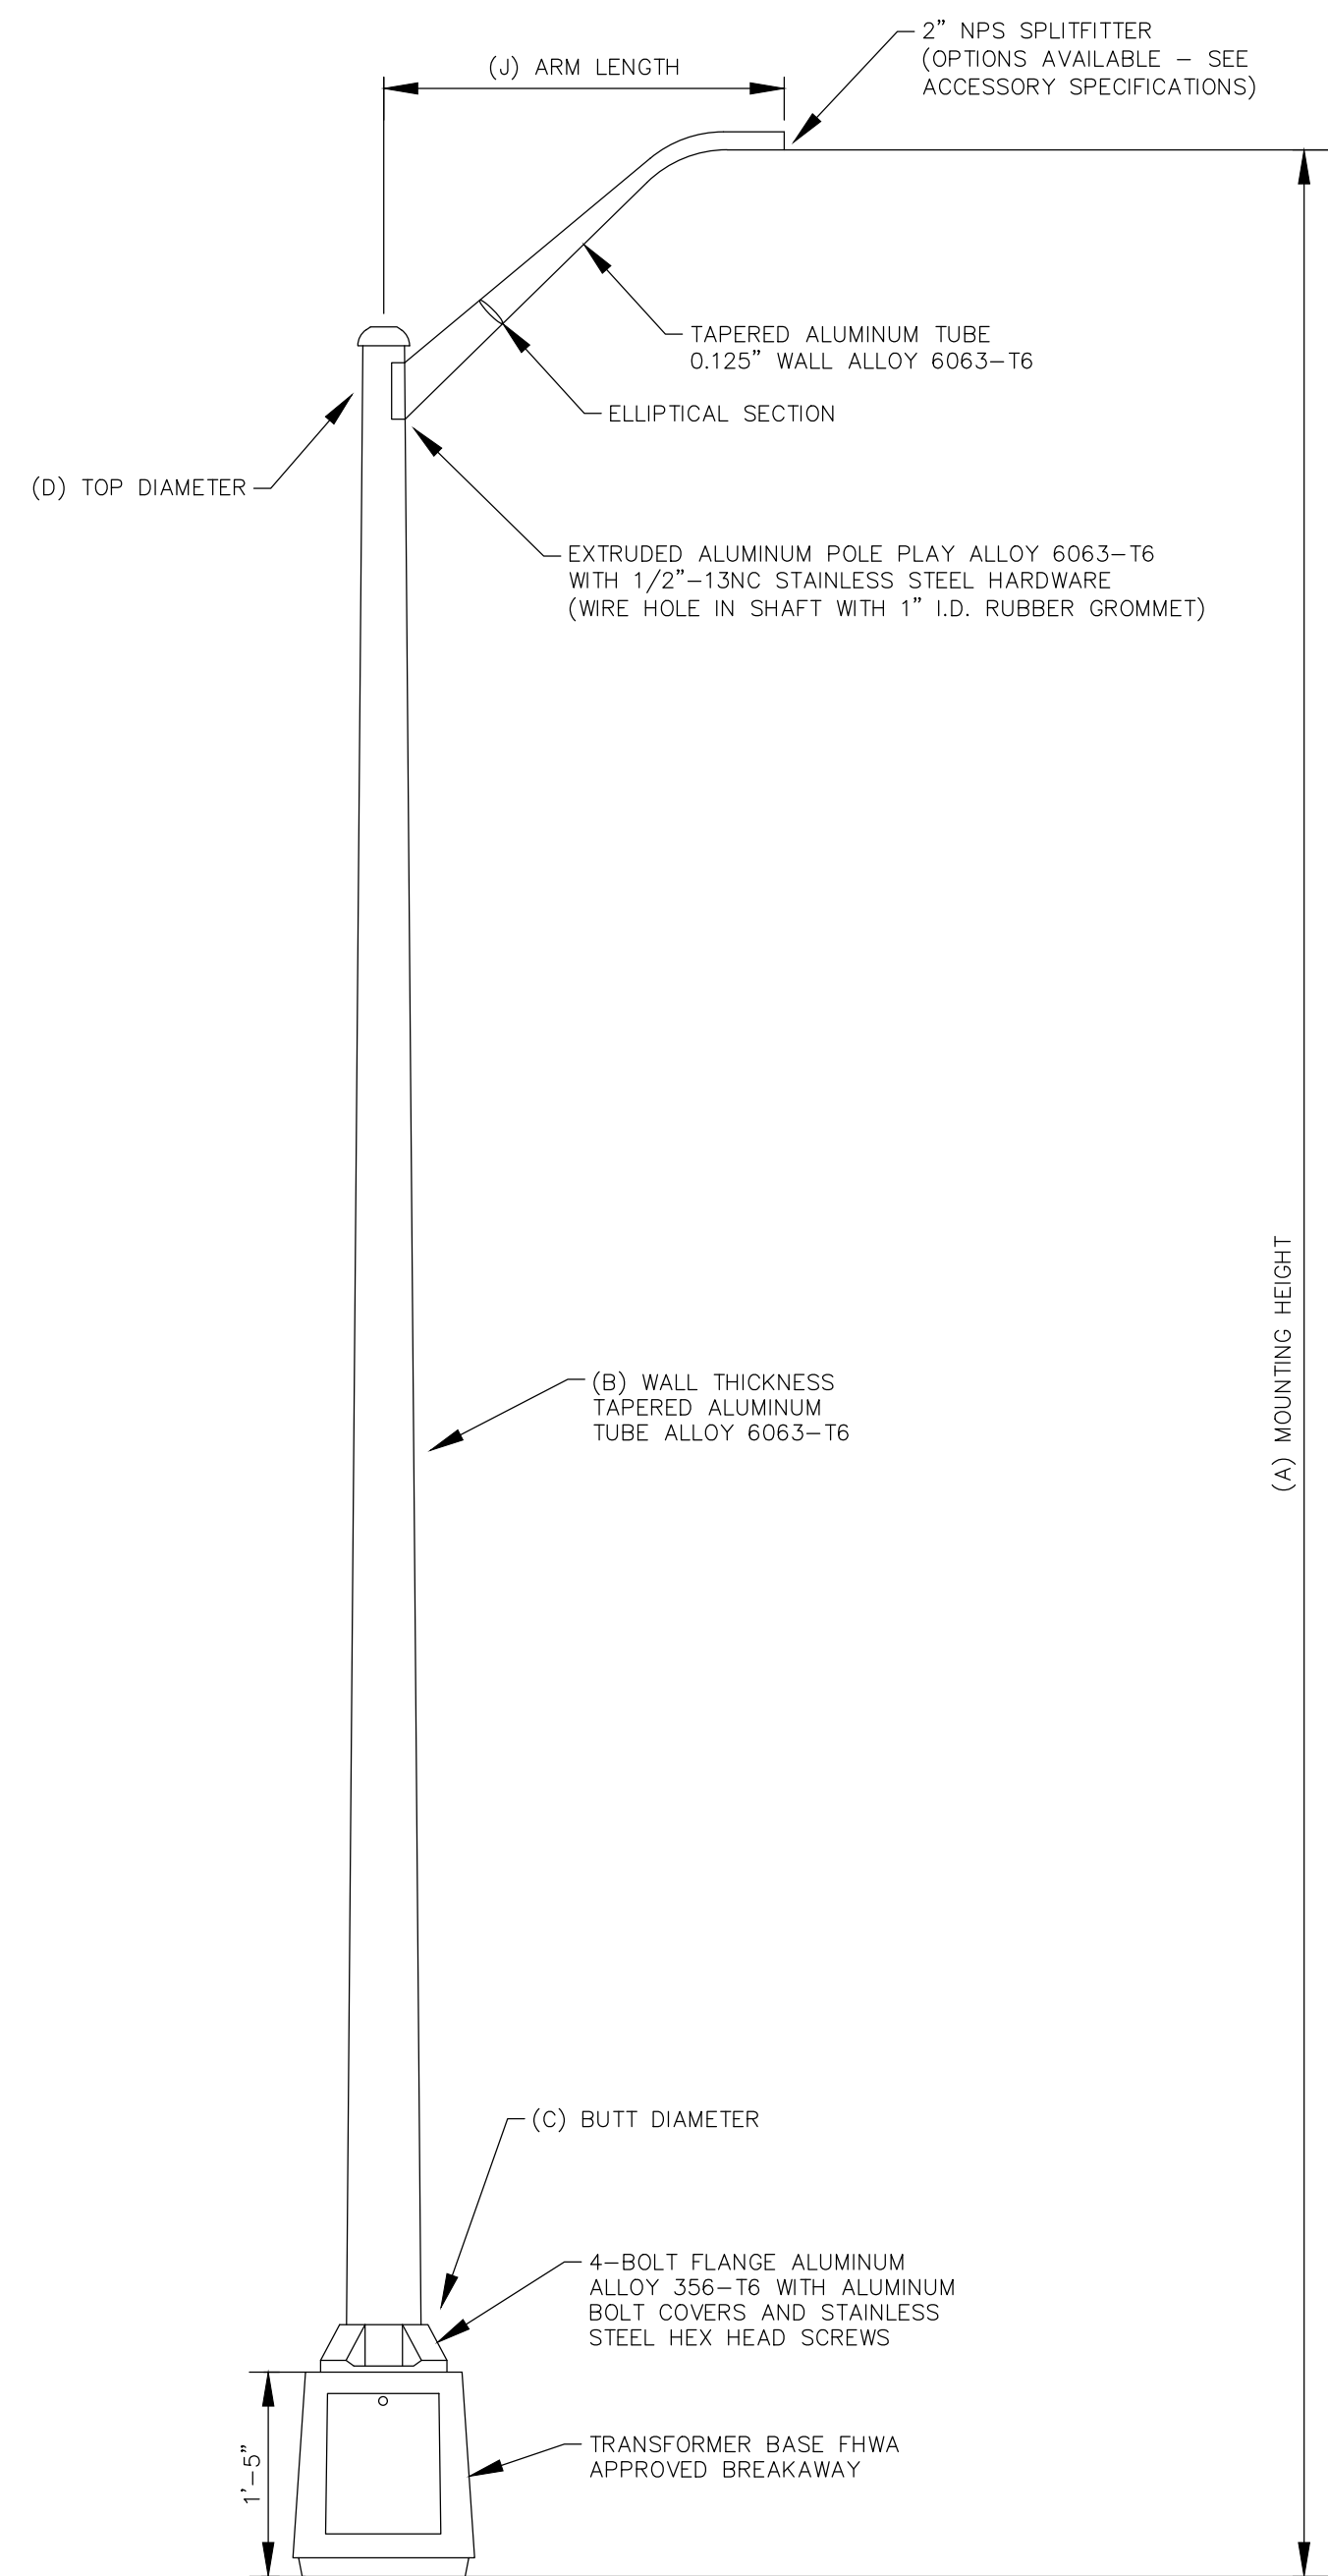 2” NPS SPLITFITTER
(OPTIONS AVAILABLE – SEE
ACCESSORY SPECIFICATIONS)
(J) ARM LENGTH
TAPERED ALUMINUM TUBE
0.125” WALL ALLOY 6063–T6
ELLIPTICAL SECTION
(D) TOP DIAMETER
EXTRUDED ALUMINUM POLE PLAY ALLOY 6063–T6
WITH 1/2”–13NC STAINLESS STEEL HARDWARE
(WIRE HOLE IN SHAFT WITH 1” I.D. RUBBER GROMMET)
(A) MOUNTING HEIGHT
(B) WALL THICKNESS
TAPERED ALUMINUM
TUBE ALLOY 6063–T6
(C) BUTT DIAMETER
4–BOLT FLANGE ALUMINUM
ALLOY 356–T6 WITH ALUMINUM
BOLT COVERS AND STAINLESS
STEEL HEX HEAD SCREWS
1'–5”
TRANSFORMER BASE FHWA
APPROVED BREAKAWAY